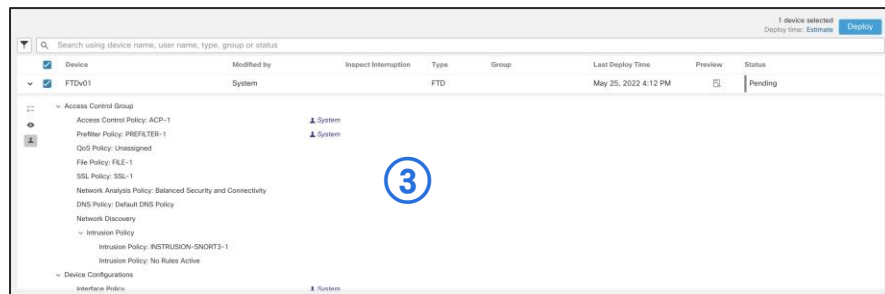 1 device selected
Deploy time: Estimate Deploy
Search using device name, user name, type, group or status
Device Modified by Inspect Interruption Type Group Last Deploy Time Preview Status
FTDv01 System FTD May 25, 2022 4:12 PM Pending
Access Control Group
Access Control Policy: ACP-1 System
Prefilter Policy: PREFILTER-1 System
QoS Policy: Unassigned
File Policy: FILE-1
SSL Policy: SSL-1
3
Network Analysis Policy: Balanced Security and Connectivity
DNS Policy: Default DNS Policy
Network Discovery
Intrusion Policy
Intrusion Policy: INSTRUSION-SNORT3-1
Intrusion Policy: No Rules Active
Device Configurations
Interface Policy System